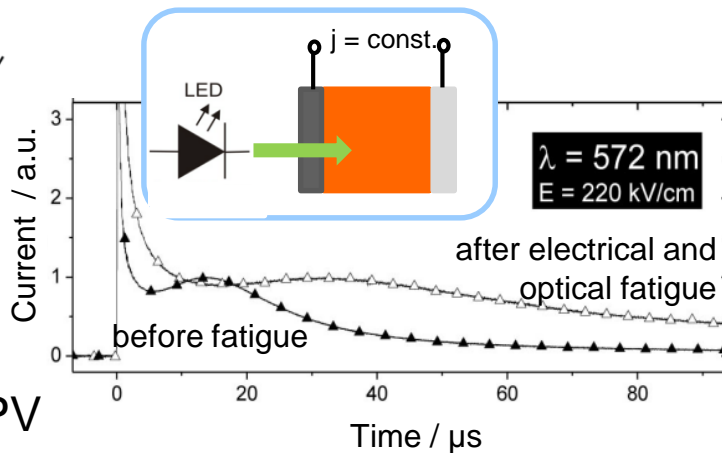 j = const.
LED
λ = 572 nm
E = 220 kV/cm
after electrical and
optical fatigue
before fatigue
Current / a.u.
3
2
1
0
0
20
40
60
80
Time / µs
PV